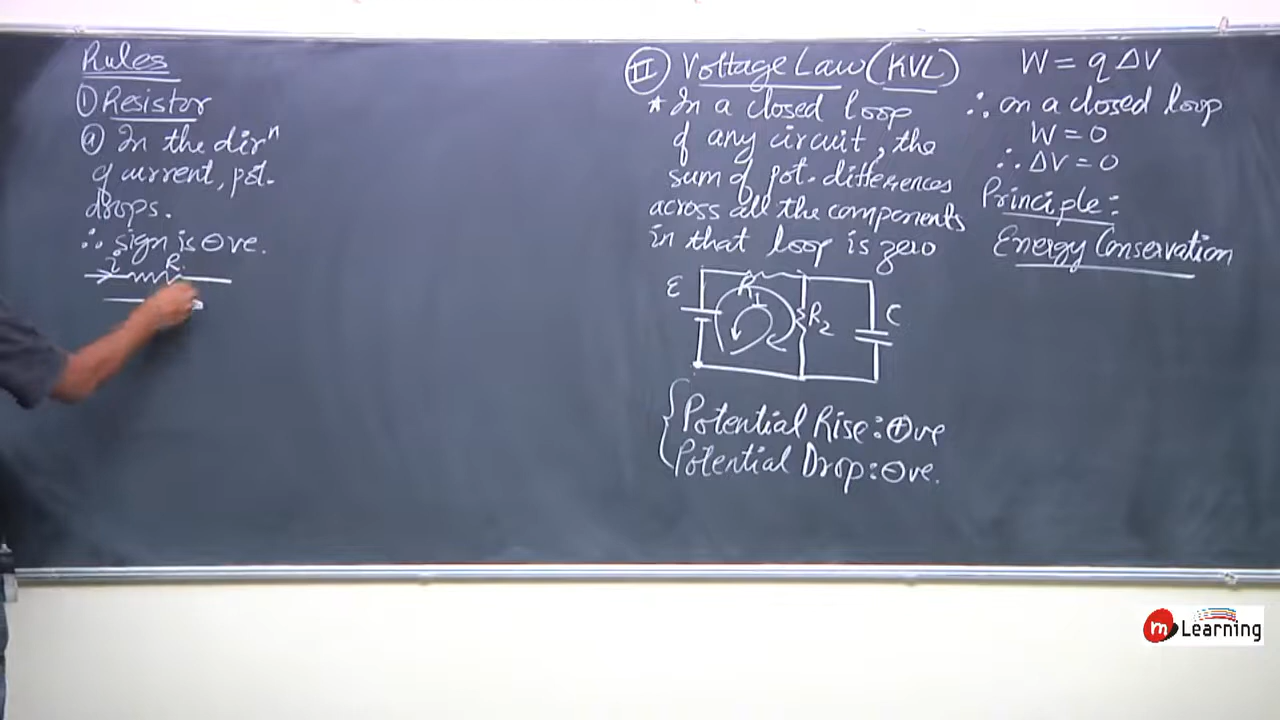 Rules
① Resistor
ⓐ In the dirⁿ
of current, pot.
drops.
∴ sign is ⊖ve.
i R
II Voltage Law (KVL)
* In a closed loop
of any circuit, the
sum of pot. differences
across all the components
in that loop is zero
ε R₁ R₂ C
{Potential Rise: ⊕ve
Potential Drop: ⊖ve.
W = q ΔV
∴ on a closed loop
W = 0
∴ ΔV = 0
Principle:
Energy Conservation
m Learning